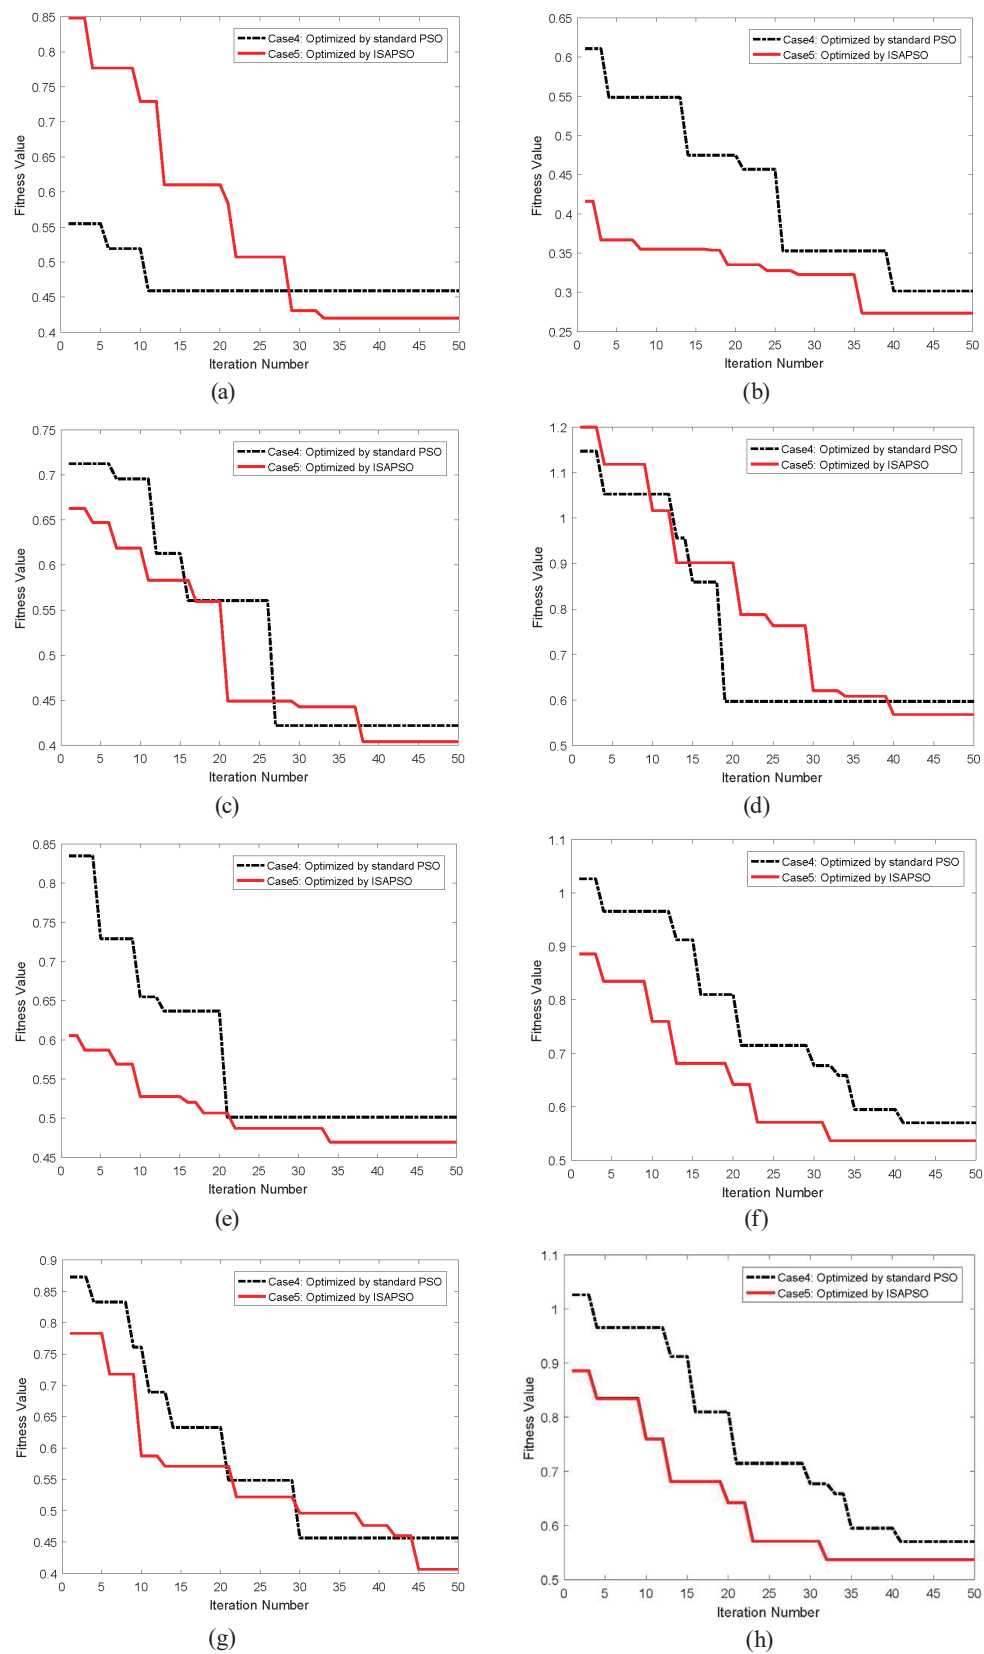 0.85
0.8
0.75
0.7
0.65
0.6
0.55
0.5
0.45
0.4
Fitness Value
Case4: Optimized by standard PSO
Case5: Optimized by ISAPSO
0 5 10 15 20 25 30 35 40 45 50
Iteration Number
(a)
0.65
0.6
0.55
0.5
0.45
0.4
0.35
0.3
0.25
Fitness Value
Case4: Optimized by standard PSO
Case5: Optimized by ISAPSO
0 5 10 15 20 25 30 35 40 45 50
Iteration Number
(b)
0.75
0.7
0.65
0.6
0.55
0.5
0.45
0.4
Fitness Value
Case4: Optimized by standard PSO
Case5: Optimized by ISAPSO
0 5 10 15 20 25 30 35 40 45 50
Iteration Number
(c)
1.2
1.1
1
0.9
0.8
0.7
0.6
0.5
Fitness Value
Case4: Optimized by standard PSO
Case5: Optimized by ISAPSO
0 5 10 15 20 25 30 35 40 45 50
Iteration Number
(d)
0.85
0.8
0.75
0.7
0.65
0.6
0.55
0.5
0.45
Fitness Value
Case4: Optimized by standard PSO
Case5: Optimized by ISAPSO
0 5 10 15 20 25 30 35 40 45 50
Iteration Number
(e)
1.1
1
0.9
0.8
0.7
0.6
0.5
Fitness Value
Case4: Optimized by standard PSO
Case5: Optimized by ISAPSO
0 5 10 15 20 25 30 35 40 45 50
Iteration Number
(f)
0.9
0.85
0.8
0.75
0.7
0.65
0.6
0.55
0.5
0.45
0.4
Fitness Value
Case4: Optimized by standard PSO
Case5: Optimized by ISAPSO
0 5 10 15 20 25 30 35 40 45 50
Iteration Number
(g)
1.1
1
0.9
0.8
0.7
0.6
0.5
Fitness Value
Case4: Optimized by standard PSO
Case5: Optimized by ISAPSO
0 5 10 15 20 25 30 35 40 45 50
Iteration Number
(h)